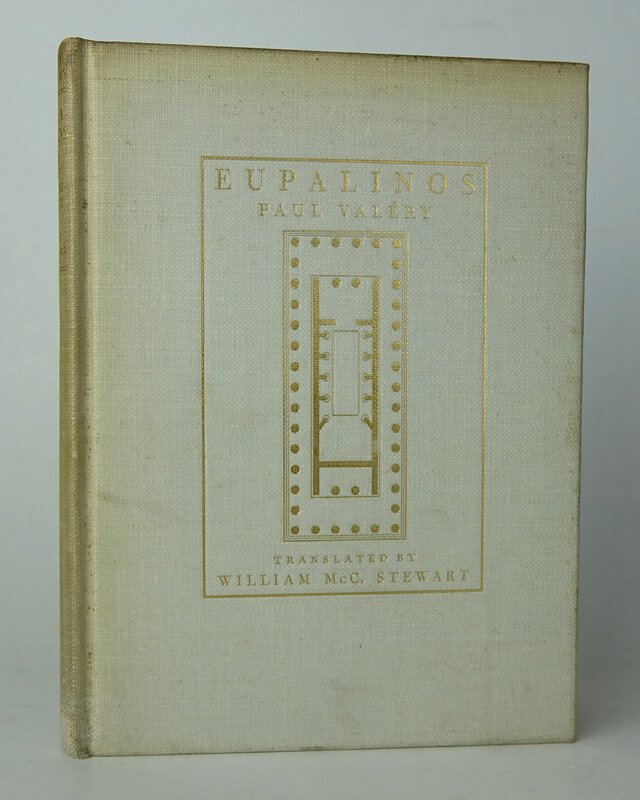 EUPALINOS
PAUL VALÉRY
TRANSLATED BY
WILLIAM McC. STEWART